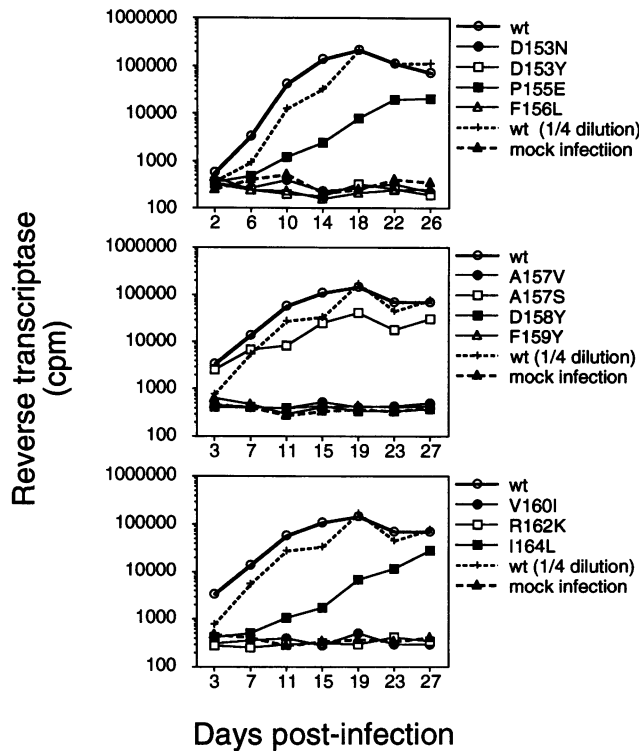 Reverse transcriptase
(cpm)
1000000
100000
10000
1000
100
2 6 10 14 18 22 26
wt
D153N
D153Y
P155E
F156L
wt (1/4 dilution)
mock infectiion
1000000
100000
10000
1000
100
3 7 11 15 19 23 27
wt
A157V
A157S
D158Y
F159Y
wt (1/4 dilution)
mock infection
1000000
100000
10000
1000
100
3 7 11 15 19 23 27
wt
V160I
R162K
I164L
wt (1/4 dilution)
mock infection
Days post-infection